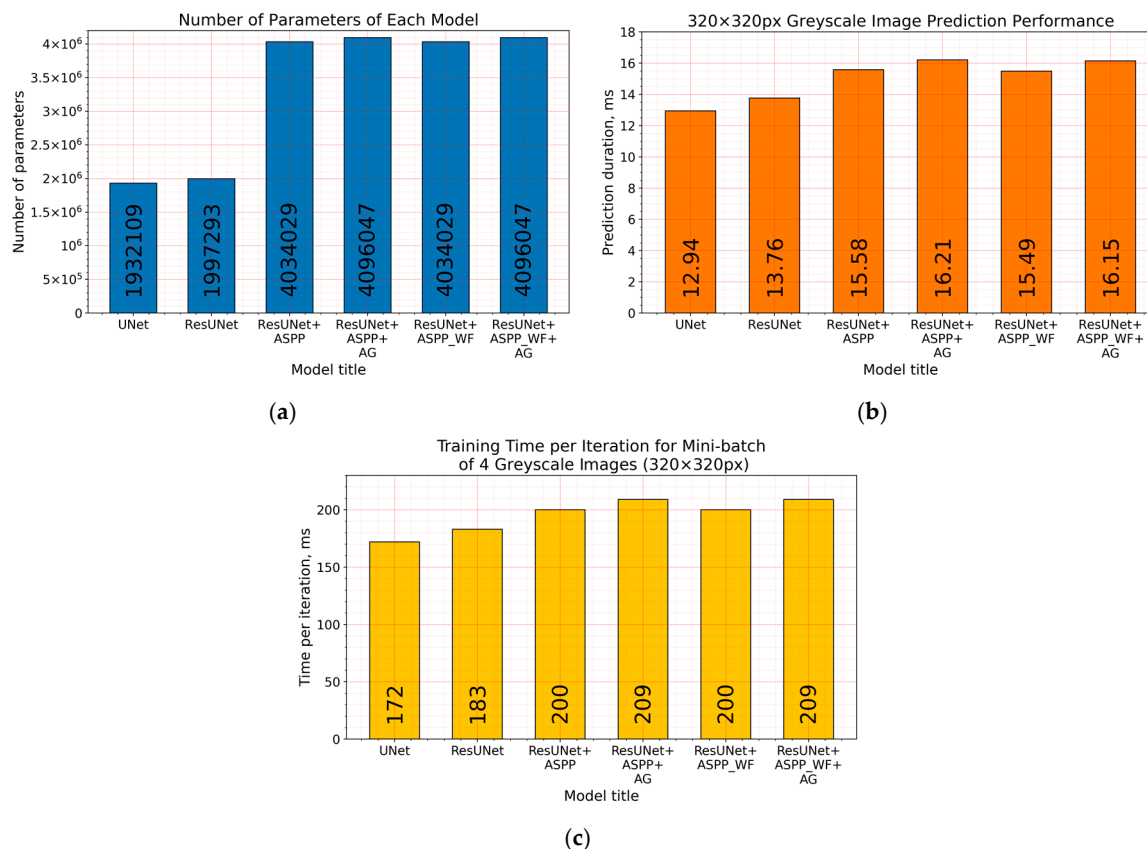 Number of Parameters of Each Model
Number of parameters
4×10⁶
3.5×10⁶
3×10⁶
2.5×10⁶
2×10⁶
1.5×10⁶
1×10⁶
5×10⁵
0
1932109
1997293
4034029
4096047
4034029
4096047
UNet ResUNet ResUNet+ ResUNet+ ResUNet+ ResUNet+
ASPP ASPP+ ASPP_WF ASPP_WF+
AG AG
Model title
(a)
320×320px Greyscale Image Prediction Performance
Prediction duration, ms
18
16
14
12
10
8
6
4
2
0
12.94
13.76
15.58
16.21
15.49
16.15
UNet ResUNet ResUNet+ ResUNet+ ResUNet+ ResUNet+
ASPP ASPP+ ASPP_WF ASPP_WF+
AG AG
Model title
(b)
Training Time per Iteration for Mini-batch
of 4 Greyscale Images (320×320px)
Time per iteration, ms
200
150
100
50
0
172
183
200
209
200
209
UNet ResUNet ResUNet+ ResUNet+ ResUNet+ ResUNet+
ASPP ASPP+ ASPP_WF ASPP_WF+
AG AG
Model title
(c)